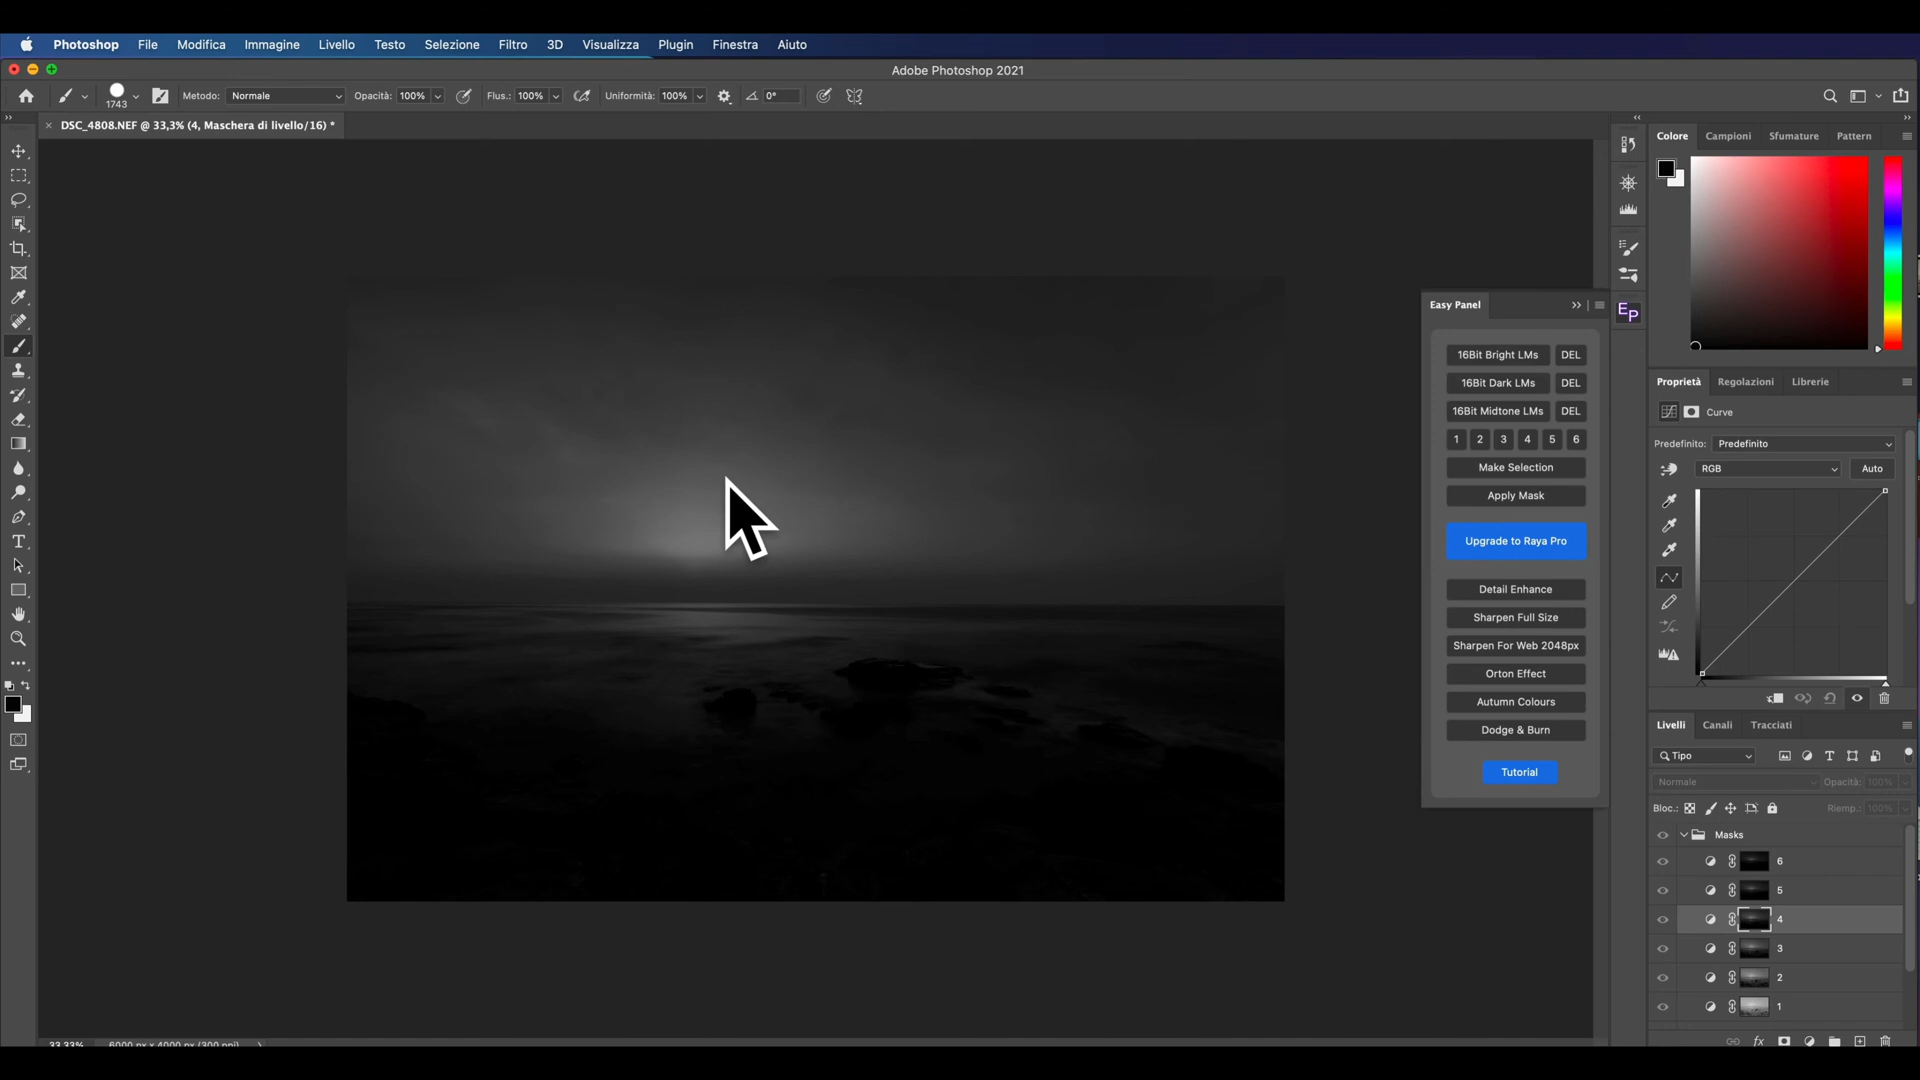 Photoshop File Modifica Immagine Livello Testo Selezione Filtro 3D Visualizza Plugin Finestra Aiuto
Adobe Photoshop 2021
1743 Metodo: Normale Opacità: 100% Flus.: 100% Uniformità: 100% 0°
DSC_4808.NEF @ 33,3% (4, Maschera di livello/16) *
Colore Campioni Sfumature Pattern
Easy Panel
EP
16Bit Bright LMs DEL
16Bit Dark LMs DEL
16Bit Midtone LMs DEL
1 2 3 4 5 6
Make Selection
Apply Mask
Upgrade to Raya Pro
Detail Enhance
Sharpen Full Size
Sharpen For Web 2048px
Orton Effect
Autumn Colours
Dodge & Burn
Tutorial
Proprietà Regolazioni Librerie
Curve
Predefinito: Predefinito
RGB Auto
Livelli Canali Tracciati
Tipo
Normale Opacità: 100%
Bloc.: Riemp.: 100%
Masks
6
5
4
3
2
1
fx
33,33% 6000 px x 4000 px (300 ppi)